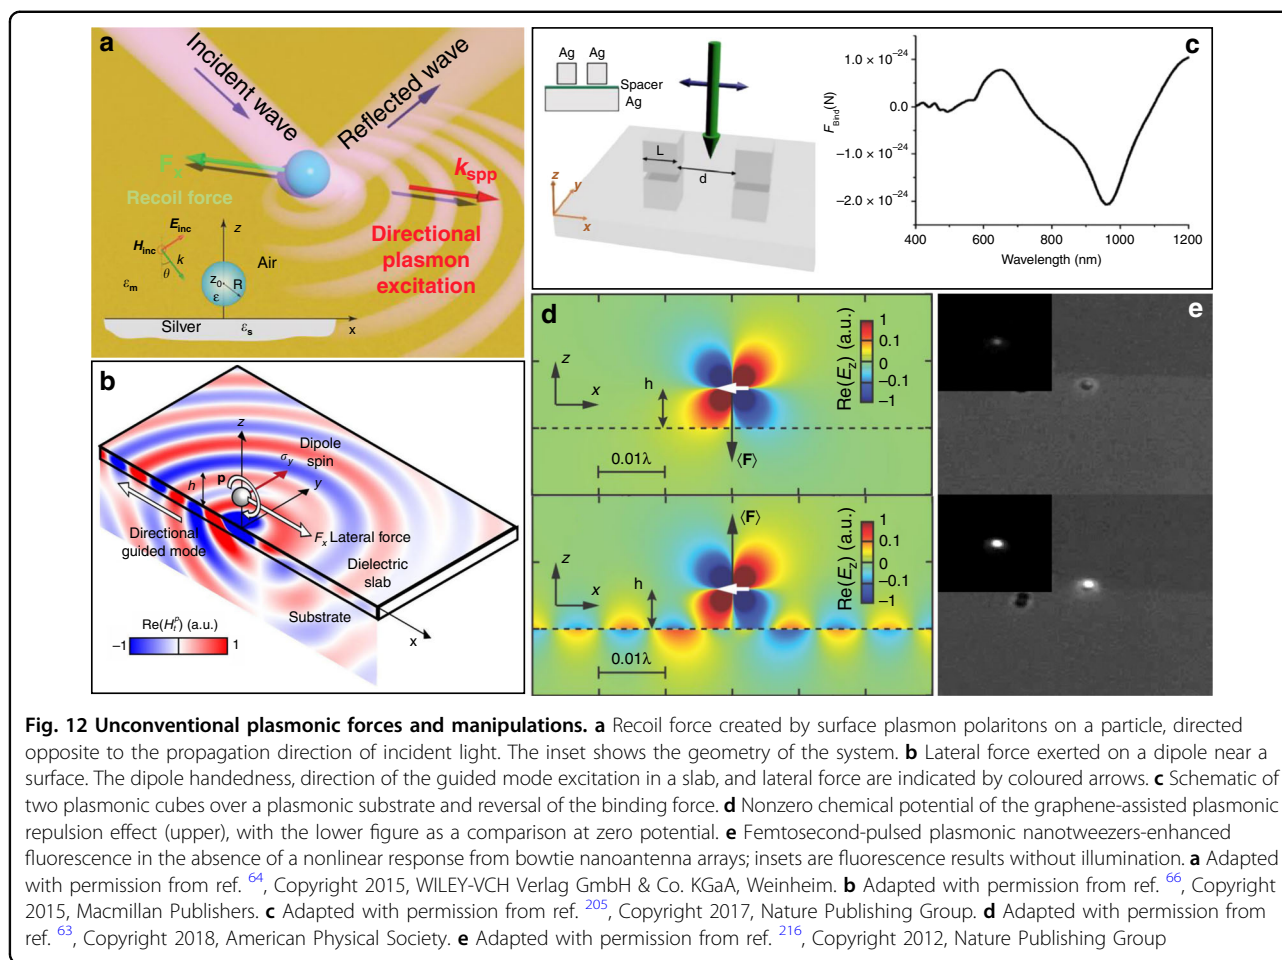 a
Incident wave
Reflected wave
Fx
Recoil force
kspp
Directional
plasmon
excitation
Einc
Hinc
k
θ
εm
z
Air
z0
R
ε
Silver
εs
x
b
z
Dipole
spin
σy
p
h
y
Directional
guided mode
Fx Lateral force
Dielectric
slab
Substrate
x
−1
1
c
Ag Ag
Spacer
Ag
L
d
z
y
x
FBind(N)
1.0 × 10−24
0.0
−1.0 × 10−24
−2.0 × 10−24
400 600 800 1000 1200
Wavelength (nm)
d
z
x
h
0.01λ
⟨F⟩
Re(Ez) (a.u.)
1
0.1
0
−0.1
−1
z
x
h
0.01λ
⟨F⟩
Re(Ez) (a.u.)
1
0.1
0
−0.1
−1
e
Fig. 12 Unconventional plasmonic forces and manipulations. a Recoil force created by surface plasmon polaritons on a particle, directed
opposite to the propagation direction of incident light. The inset shows the geometry of the system. b Lateral force exerted on a dipole near a
surface. The dipole handedness, direction of the guided mode excitation in a slab, and lateral force are indicated by coloured arrows. c Schematic of
two plasmonic cubes over a plasmonic substrate and reversal of the binding force. d Nonzero chemical potential of the graphene-assisted plasmonic
repulsion effect (upper), with the lower figure as a comparison at zero potential. e Femtosecond-pulsed plasmonic nanotweezers-enhanced
fluorescence in the absence of a nonlinear response from bowtie nanoantenna arrays; insets are fluorescence results without illumination. a Adapted
with permission from ref. 64, Copyright 2015, WILEY-VCH Verlag GmbH & Co. KGaA, Weinheim. b Adapted with permission from ref. 66, Copyright
2015, Macmillan Publishers. c Adapted with permission from ref. 205, Copyright 2017, Nature Publishing Group. d Adapted with permission from
ref. 63, Copyright 2018, American Physical Society. e Adapted with permission from ref. 216, Copyright 2012, Nature Publishing Group